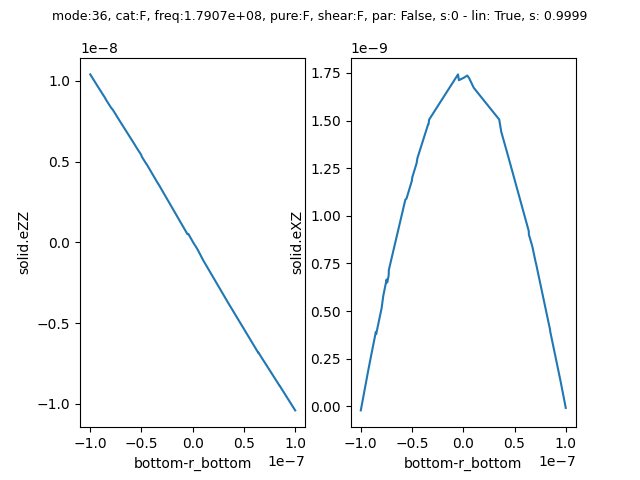 mode:36, cat:F, freq:1.7907e+08, pure:F, shear:F, par: False, s:0 - lin: True, s: 0.9999
1e−8
1.0
0.5
0.0
−0.5
−1.0
solid.eZZ
−1.0
−0.5
0.0
0.5
1.0
bottom-r_bottom
1e−7
1e−9
1.75
1.50
1.25
1.00
0.75
0.50
0.25
0.00
solid.eXZ
−1.0
−0.5
0.0
0.5
1.0
bottom-r_bottom
1e−7